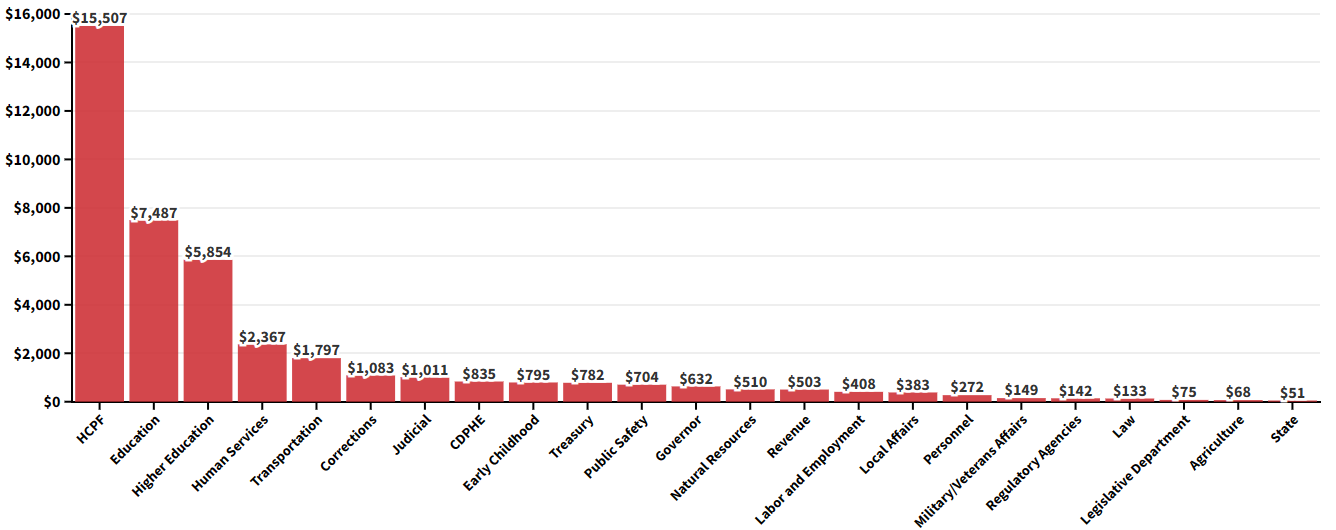 $16,000
$14,000
$12,000
$10,000
$8,000
$6,000
$4,000
$2,000
$0
$15,507
$7,487
$5,854
$2,367
$1,797
$1,083
$1,011
$835
$795
$782
$704
$632
$510
$503
$408
$383
$272
$149
$142
$133
$75
$68
$51
HCPF
Education
Higher Education
Human Services
Transportation
Corrections
Judicial
CDPHE
Early Childhood
Treasury
Public Safety
Governor
Natural Resources
Revenue
Labor and Employment
Local Affairs
Personnel
Military/Veterans Affairs
Regulatory Agencies
Law
Legislative Department
Agriculture
State